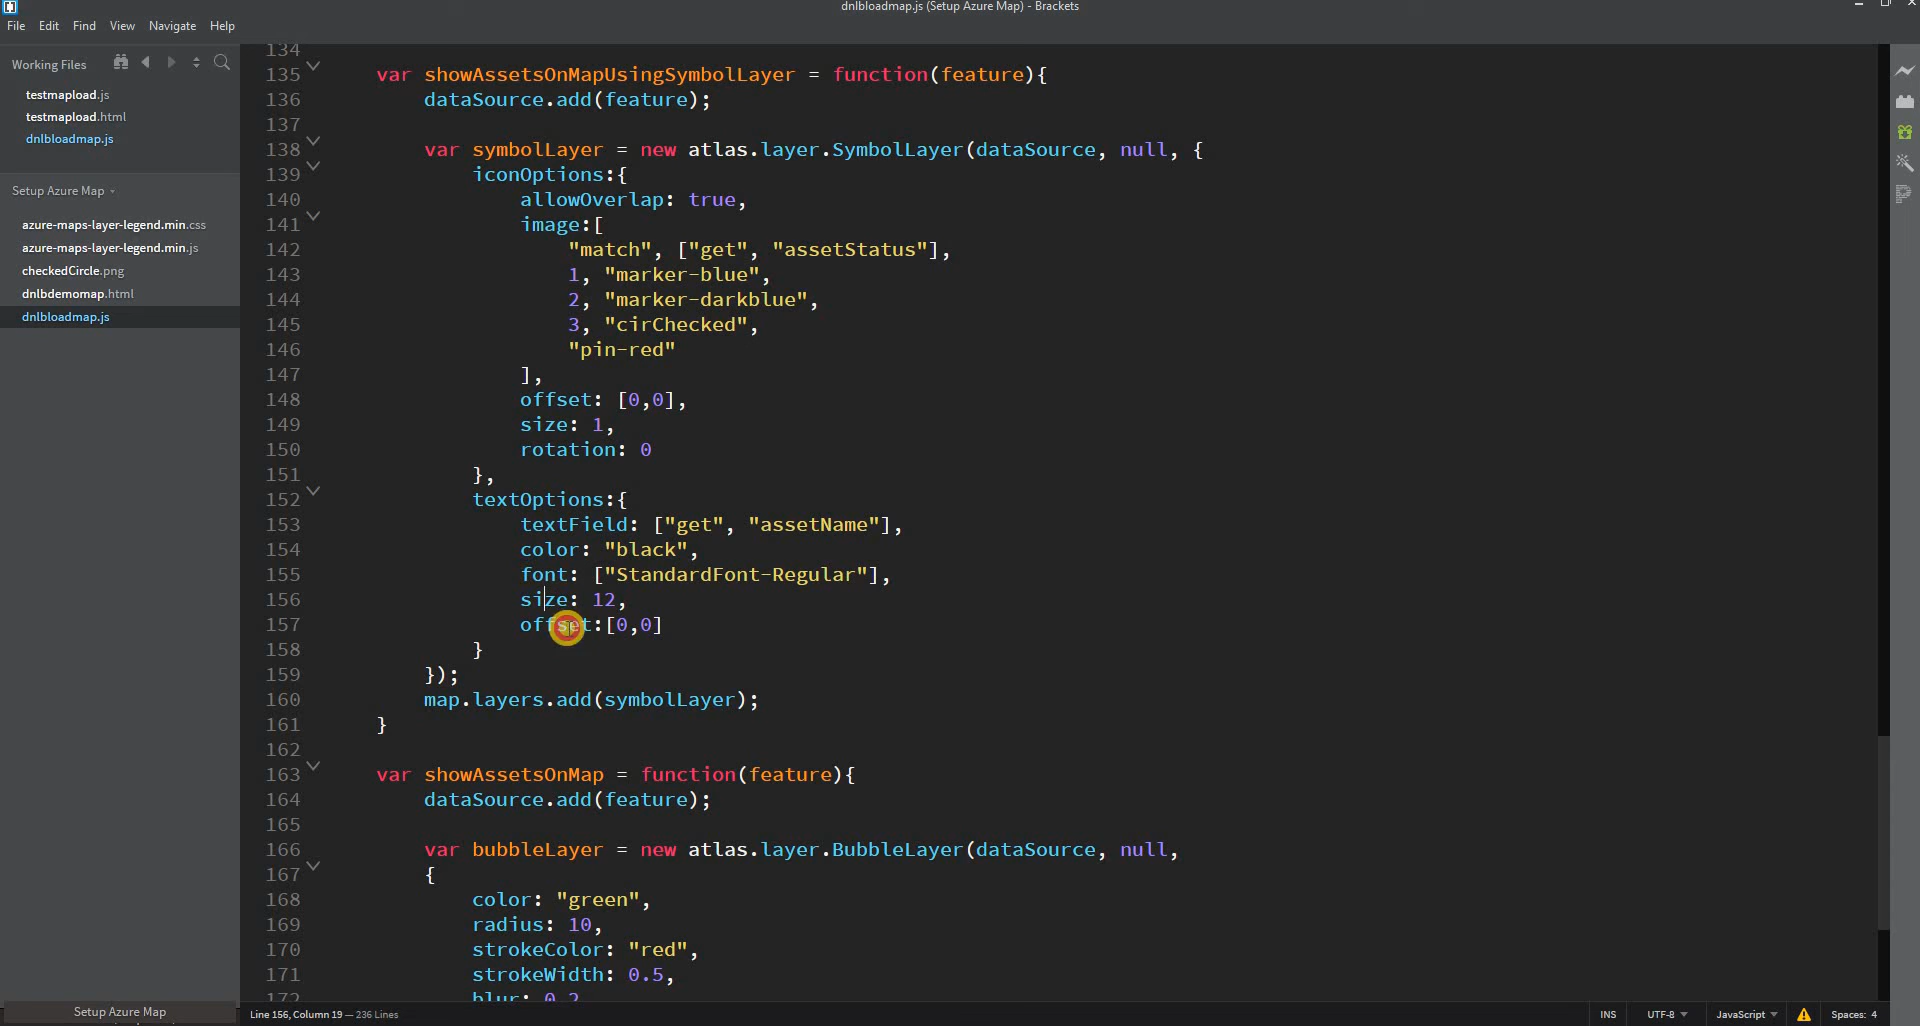 dnlbloadmap.js (Setup Azure Map) - Brackets
File Edit Find View Navigate Help
Working Files
testmapload.js
testmapload.html
dnlbloadmap.js
Setup Azure Map
azure-maps-layer-legend.min.css
azure-maps-layer-legend.min.js
checkedCircle.png
dnlbdemomap.html
dnlbloadmap.js
134
135 var showAssetsOnMapUsingSymbolLayer = function(feature){
136 dataSource.add(feature);
137
138 var symbolLayer = new atlas.layer.SymbolLayer(dataSource, null, {
139 iconOptions:{
140 allowOverlap: true,
141 image:[
142 "match", ["get", "assetStatus"],
143 1, "marker-blue",
144 2, "marker-darkblue",
145 3, "cirChecked",
146 "pin-red"
147 ],
148 offset: [0,0],
149 size: 1,
150 rotation: 0
151 },
152 textOptions:{
153 textField: ["get", "assetName"],
154 color: "black",
155 font: ["StandardFont-Regular"],
156 size: 12,
157 offset:[0,0]
158 }
159 });
160 map.layers.add(symbolLayer);
161 }
162
163 var showAssetsOnMap = function(feature){
164 dataSource.add(feature);
165
166 var bubbleLayer = new atlas.layer.BubbleLayer(dataSource, null,
167 {
168 color: "green",
169 radius: 10,
170 strokeColor: "red",
171 strokeWidth: 0.5,
172 blur: 0.2
Setup Azure Map
Line 156, Column 19 — 236 Lines
INS UTF-8 JavaScript Spaces: 4